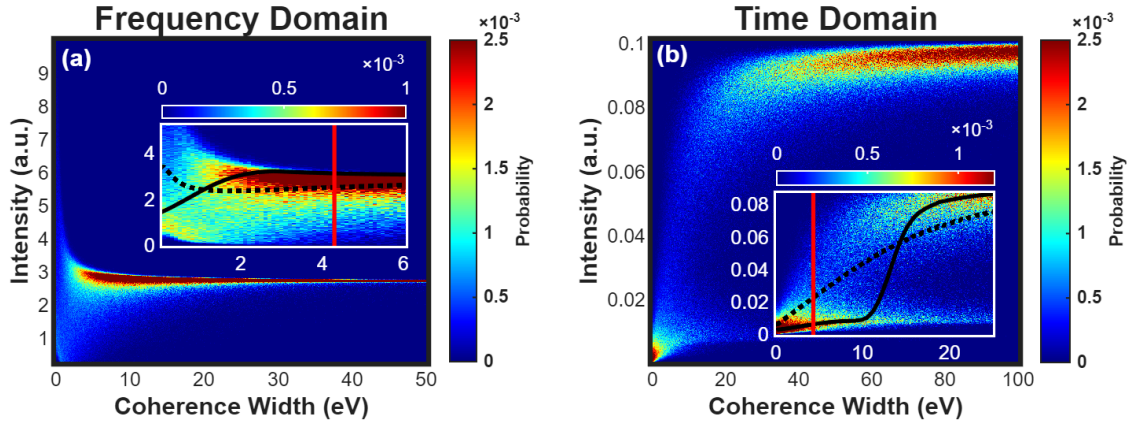 Frequency Domain
(a)
Intensity (a.u.)
9
8
7
6
5
4
3
2
1
0 10 20 30 40 50
Coherence Width (eV)
×10-3
0 0.5 1
4
2
0
2 4 6
×10-3
2.5
2
1.5
1
0.5
0
Probability
Time Domain
(b)
Intensity (a.u.)
0.1
0.08
0.06
0.04
0.02
0 20 40 60 80 100
Coherence Width (eV)
×10-3
0 0.5 1
0.08
0.06
0.04
0.02
0
0 10 20
×10-3
2.5
2
1.5
1
0.5
0
Probability